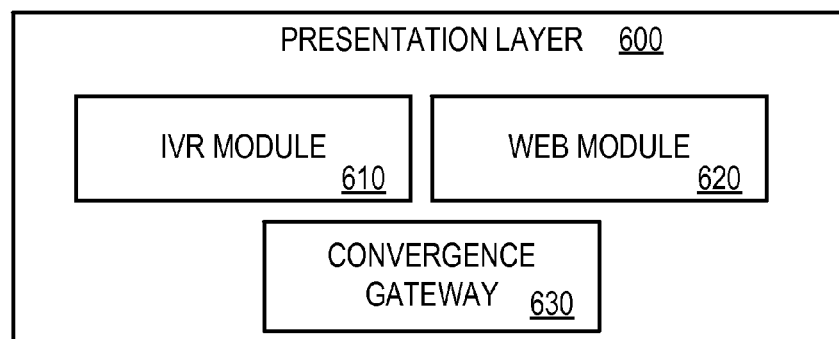 PRESENTATION LAYER 600
IVR MODULE
610
WEB MODULE
620
CONVERGENCE
GATEWAY
630